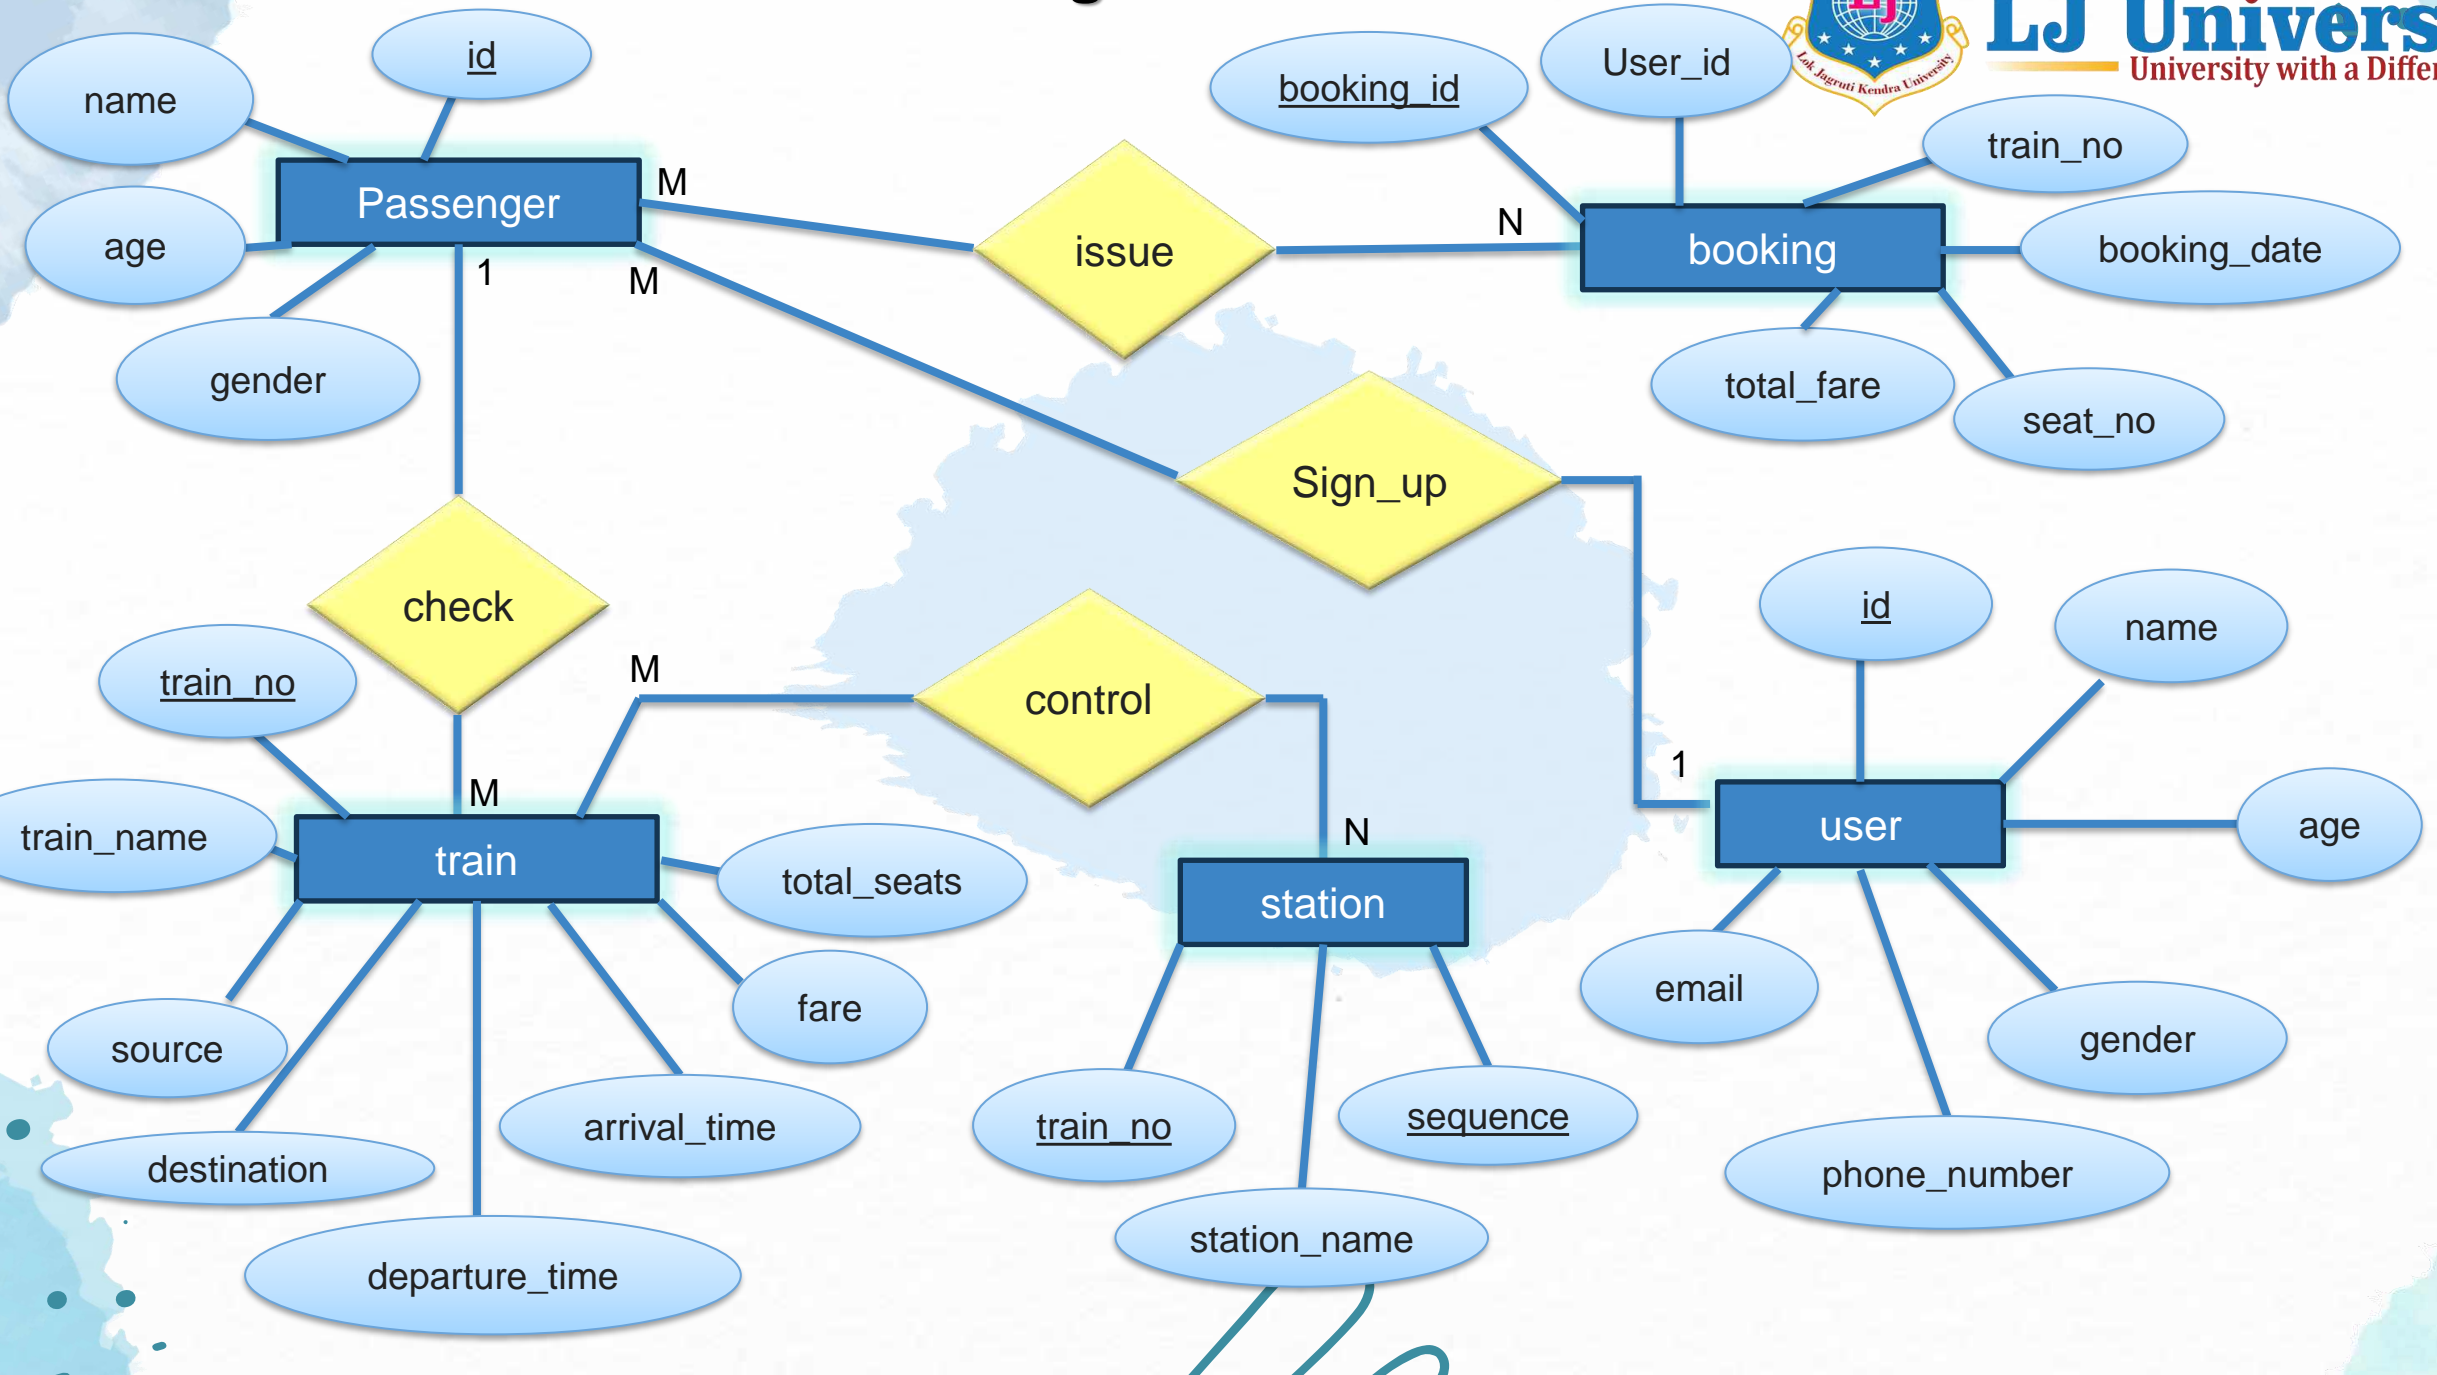 LJ Univers
University with a Differ
LJ
Lok Jagruti Kendra University
name
id
booking_id
User_id
train_no
Passenger
M
issue
N
booking
booking_date
age
1
M
gender
total_fare
seat_no
Sign_up
check
id
name
train_no
M
control
1
train_name
M
train
total_seats
N
station
user
age
source
fare
email
gender
destination
arrival_time
train_no
sequence
phone_number
departure_time
station_name